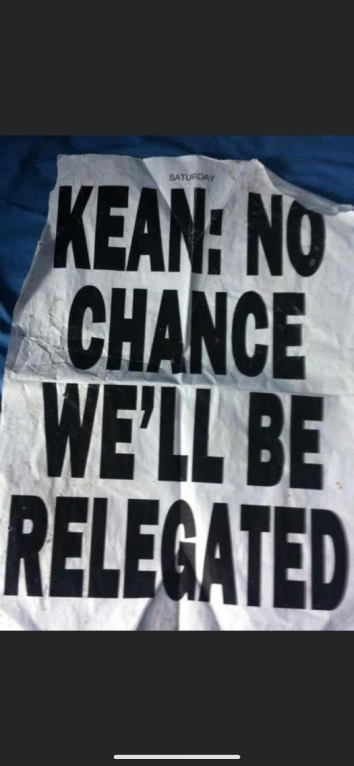 SATURDAY
KEAN: NO
CHANCE
WE'LL BE
RELEGATED